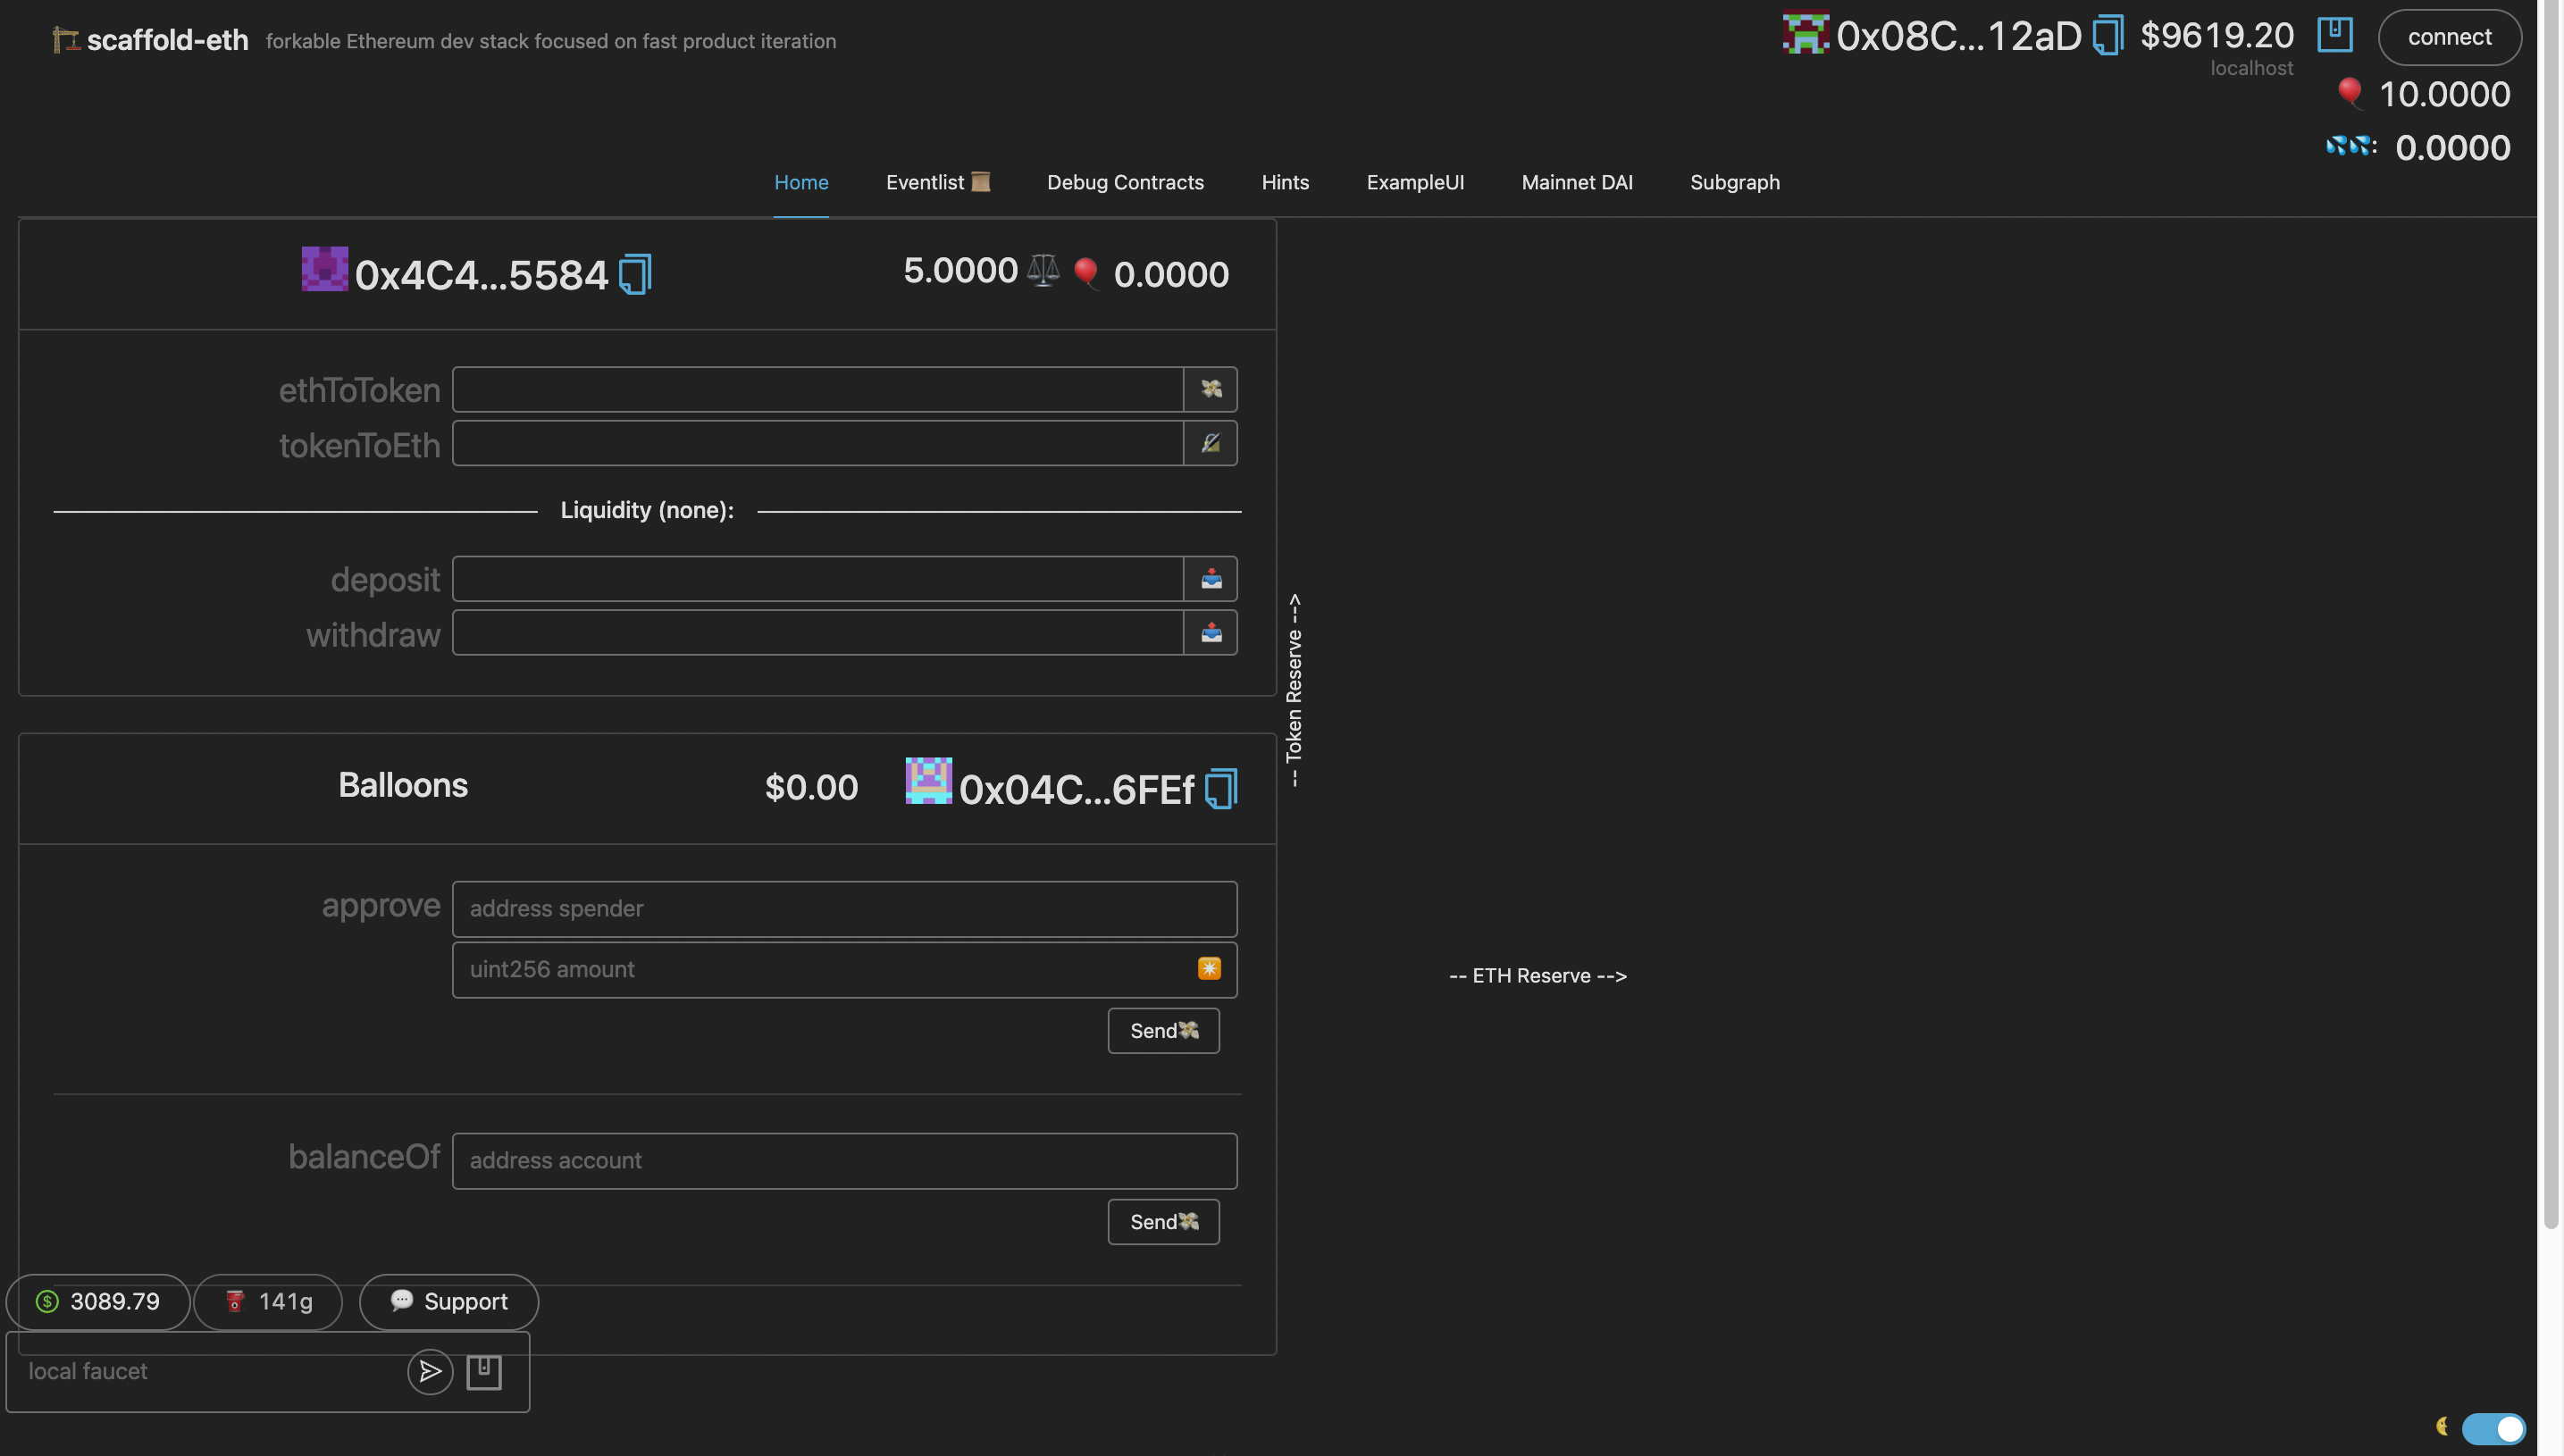 scaffold-eth forkable Ethereum dev stack focused on fast product iteration
0x08C...12aD $9619.20 connect
localhost
10.0000
: 0.0000
Home Eventlist Debug Contracts Hints ExampleUI Mainnet DAI Subgraph
0x4C4...5584 5.0000 0.0000
ethToToken
tokenToEth
Liquidity (none):
deposit
withdraw
-- Token Reserve -->
Balloons $0.00 0x04C...6FEf
approve address spender
uint256 amount
-- ETH Reserve -->
Send
balanceOf address account
Send
3089.79 141g Support
local faucet